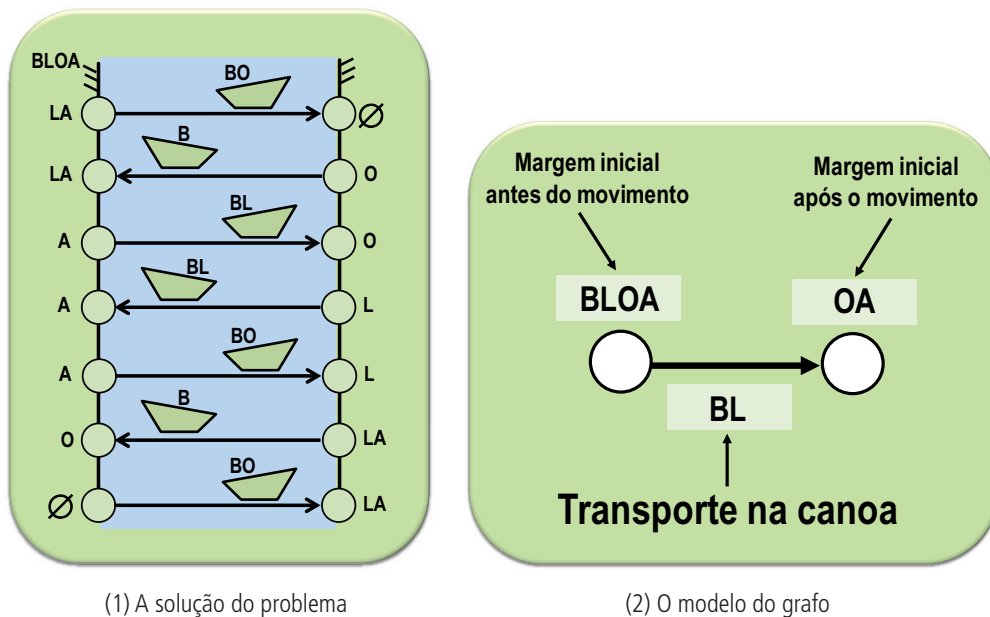 BLOA
BO
LA ∅
B
LA O
BL
A O
BL
A L
BO
A L
B
O LA
BO
∅ LA
(1) A solução do problema
Margem inicial
antes do movimento
Margem inicial
após o movimento
BLOA
OA
BL
Transporte na canoa
(2) O modelo do grafo